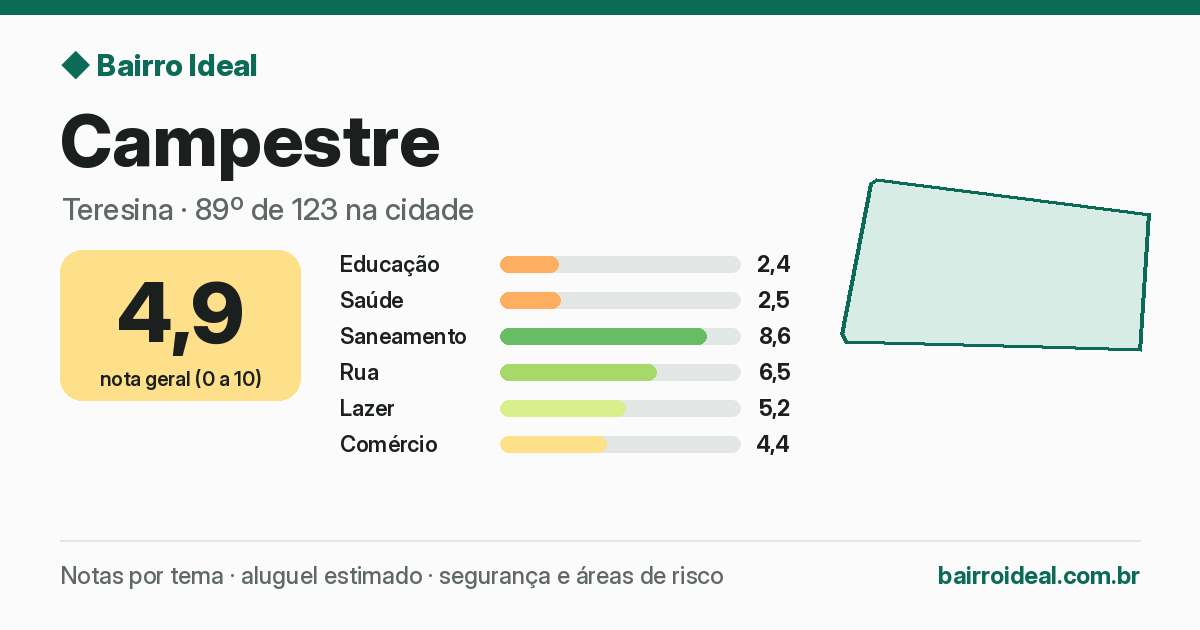 Bairro Ideal
Campestre
Teresina · 89º de 123 na cidade
4,9
nota geral (0 a 10)
Educação 2,4
Saúde 2,5
Saneamento 8,6
Rua 6,5
Lazer 5,2
Comércio 4,4
Notas por tema · aluguel estimado · segurança e áreas de risco
bairroideal.com.br